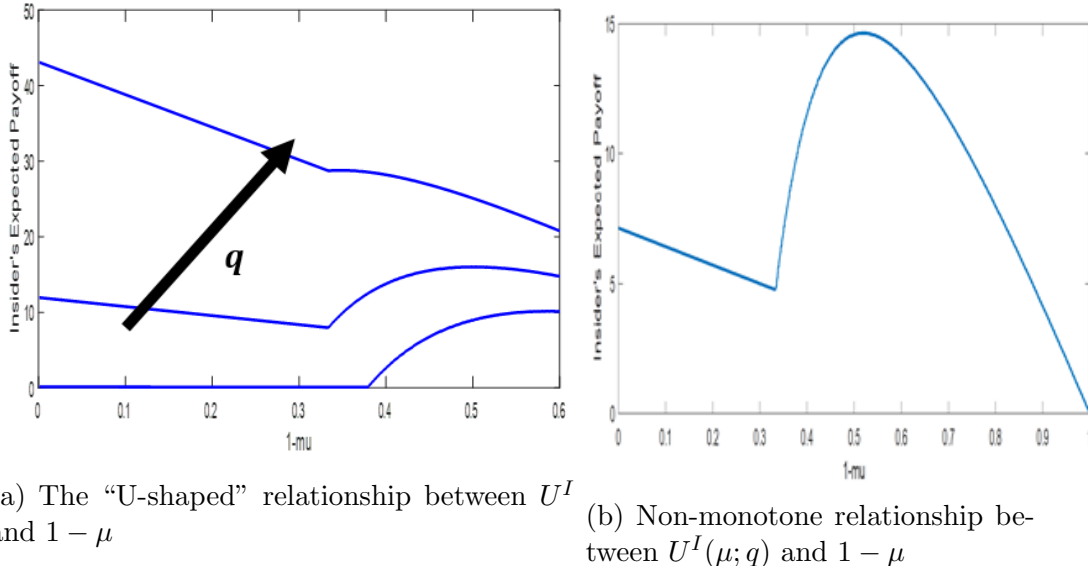 50
40
30
20
10
0
Insider's Expected Payoff
q
0 0.1 0.2 0.3 0.4 0.5 0.6
1-mu
a) The “U-shaped” relationship between U^I
nd 1 − μ
15
10
5
0
Insider's Expected Payoff
0 0.1 0.2 0.3 0.4 0.5 0.6 0.7 0.8 0.9
1-mu
(b) Non-monotone relationship be-
tween U^I(μ; q) and 1 − μ